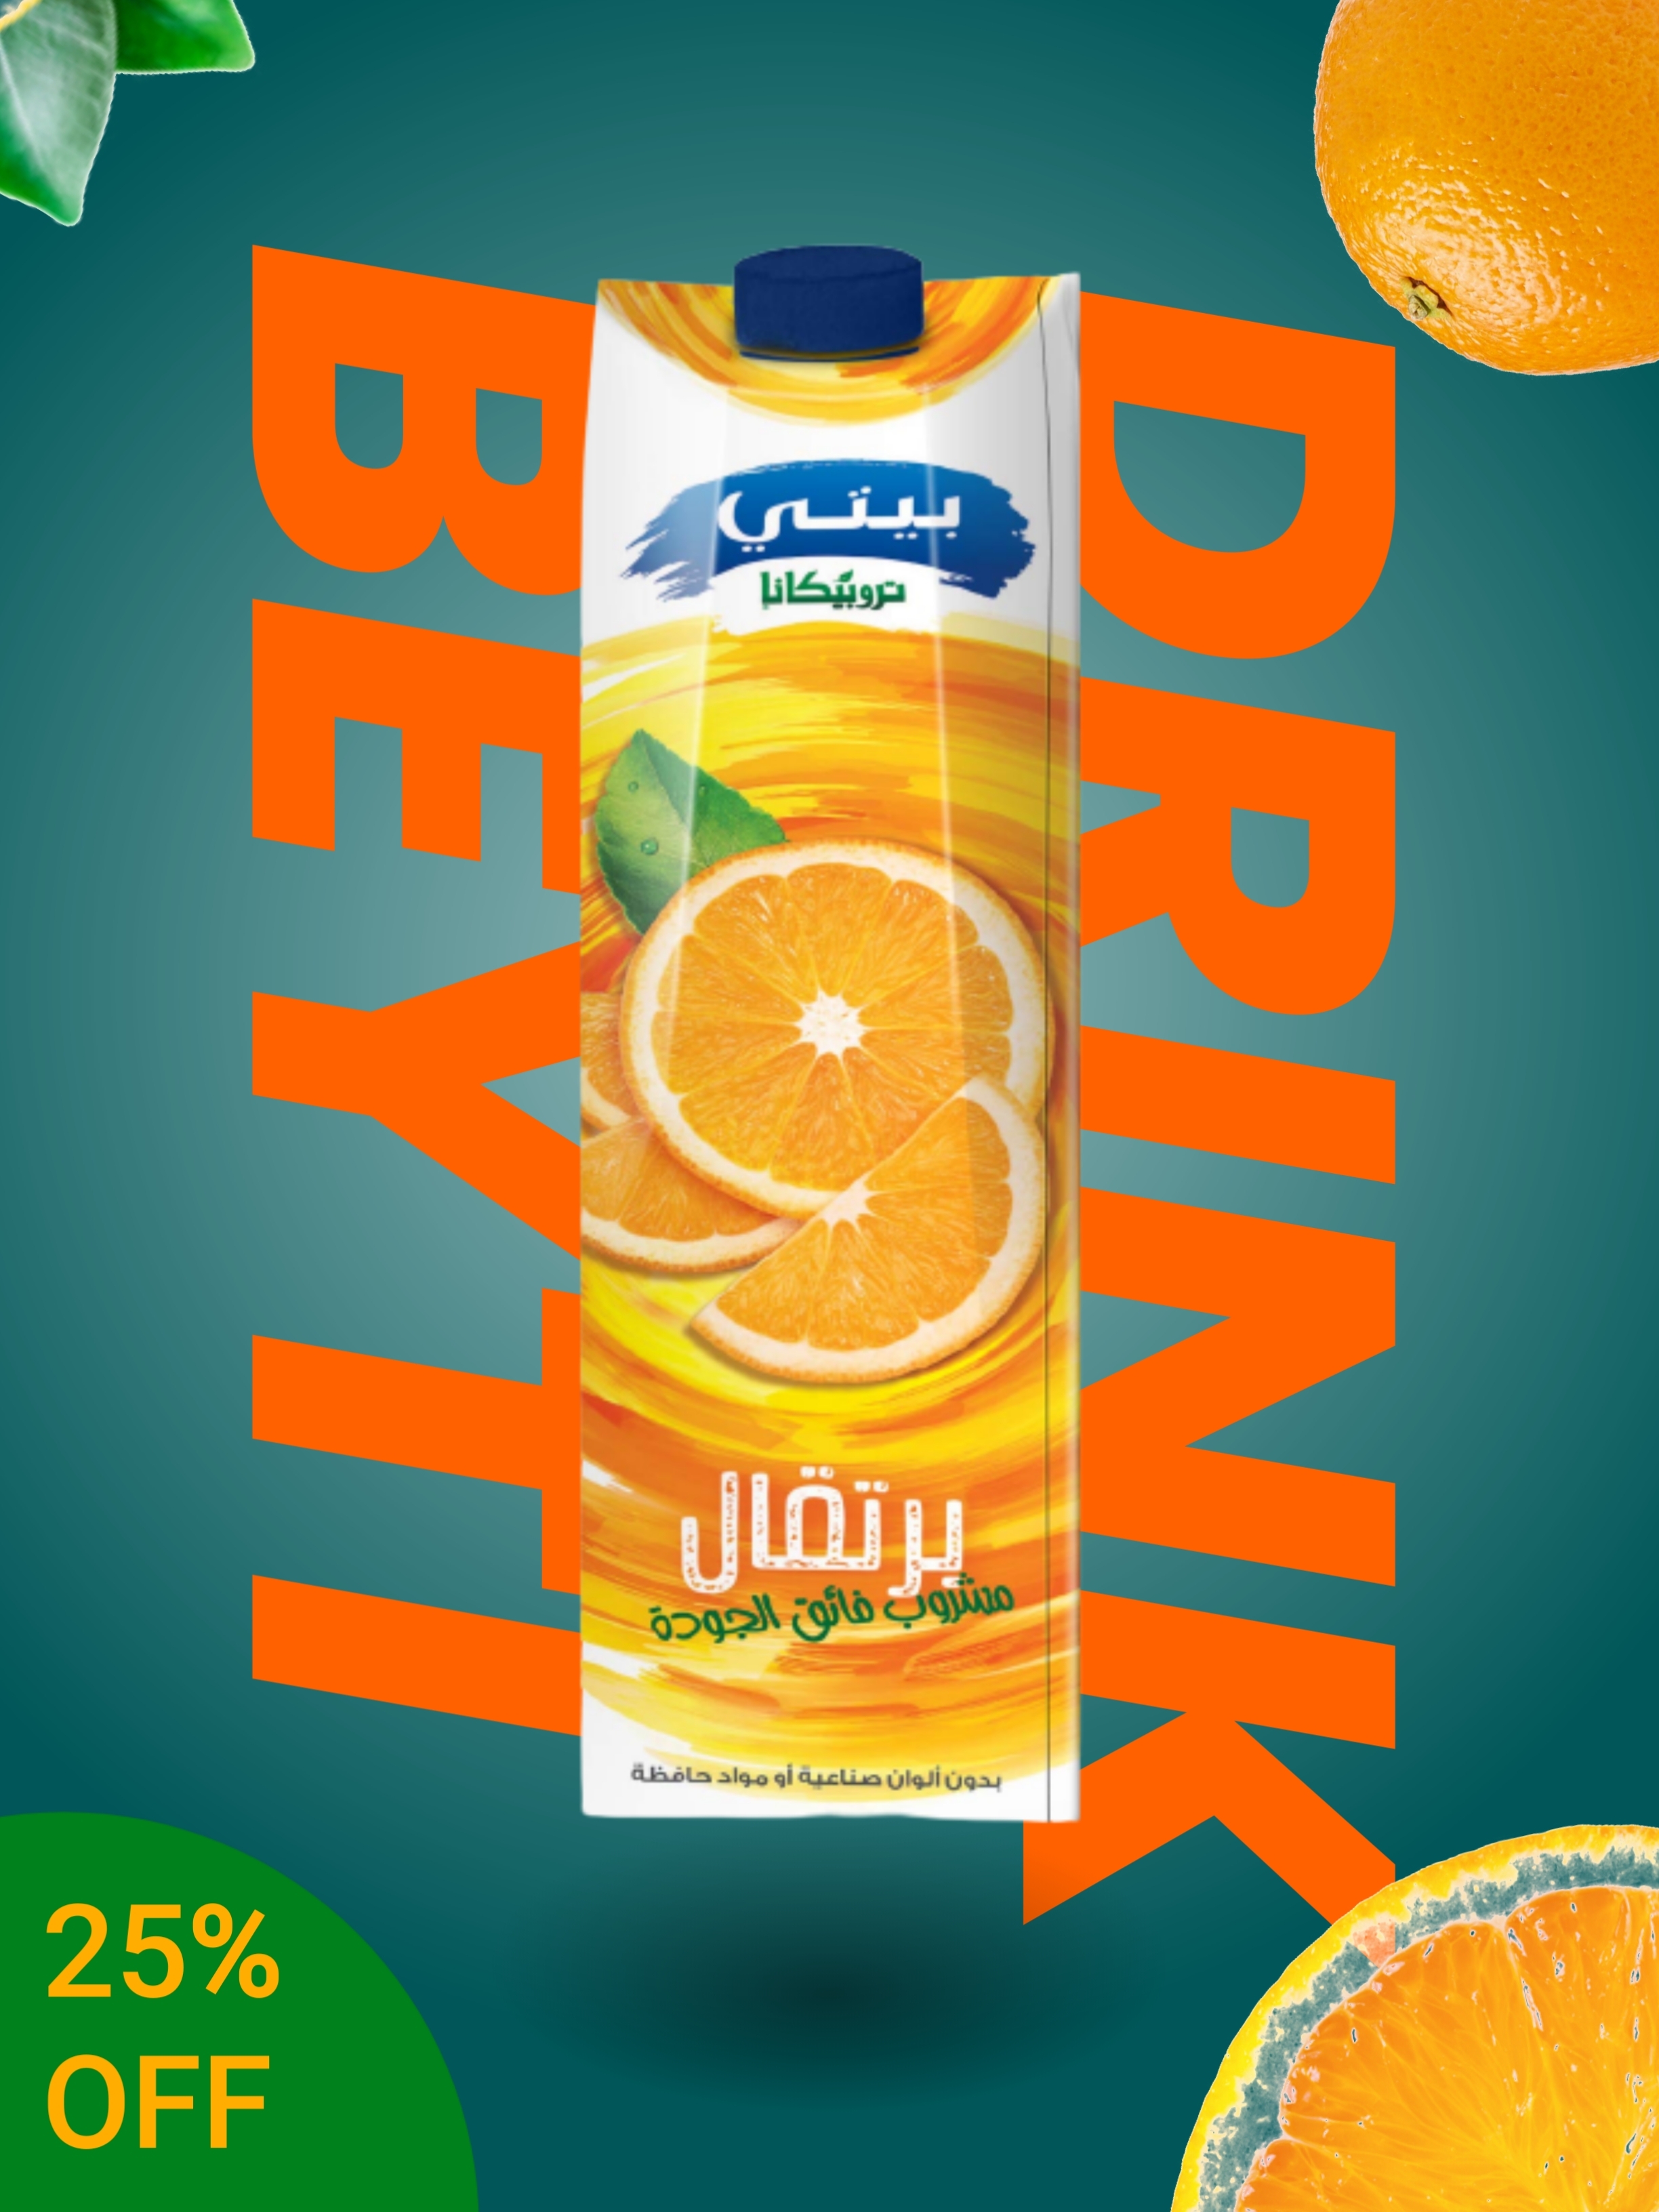 BEYTI
DRINK
بيتي
تروبيكانا
برتقال
مشروب فائق الجودة
بدون ألوان صناعية أو مواد حافظة
25%
OFF